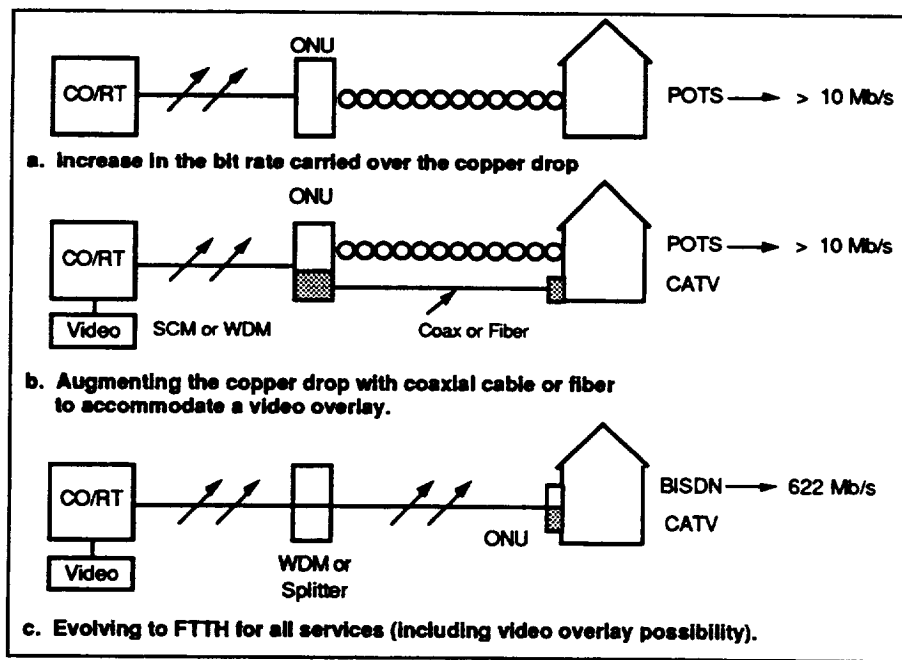 ONU
CO/RT
POTS → > 10 Mb/s
a. Increase in the bit rate carried over the copper drop
ONU
CO/RT
POTS → > 10 Mb/s
CATV
Video
SCM or WDM
Coax or Fiber
b. Augmenting the copper drop with coaxial cable or fiber
to accommodate a video overlay.
CO/RT
BISDN → 622 Mb/s
CATV
ONU
Video
WDM or
Splitter
c. Evolving to FTTH for all services (including video overlay possibility).